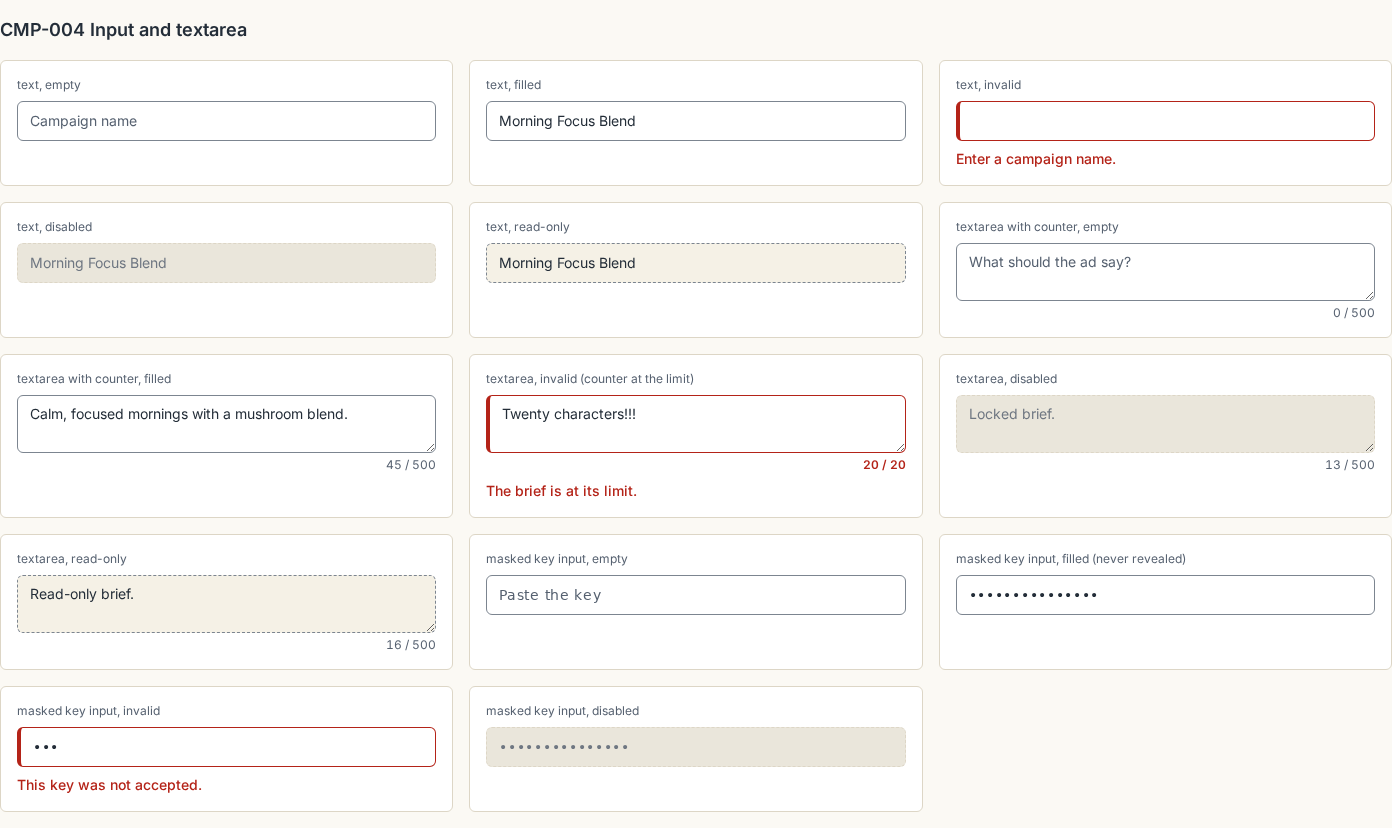 CMP-004 Input and textarea
text, empty
Campaign name
text, filled
Morning Focus Blend
text, invalid
Enter a campaign name.
text, disabled
Morning Focus Blend
text, read-only
Morning Focus Blend
textarea with counter, empty
What should the ad say?
0 / 500
textarea with counter, filled
Calm, focused mornings with a mushroom blend.
45 / 500
textarea, invalid (counter at the limit)
Twenty characters!!!
20 / 20
The brief is at its limit.
textarea, disabled
Locked brief.
13 / 500
textarea, read-only
Read-only brief.
16 / 500
masked key input, empty
Paste the key
masked key input, filled (never revealed)
•••••••••••••••
masked key input, invalid
•••
This key was not accepted.
masked key input, disabled
•••••••••••••••